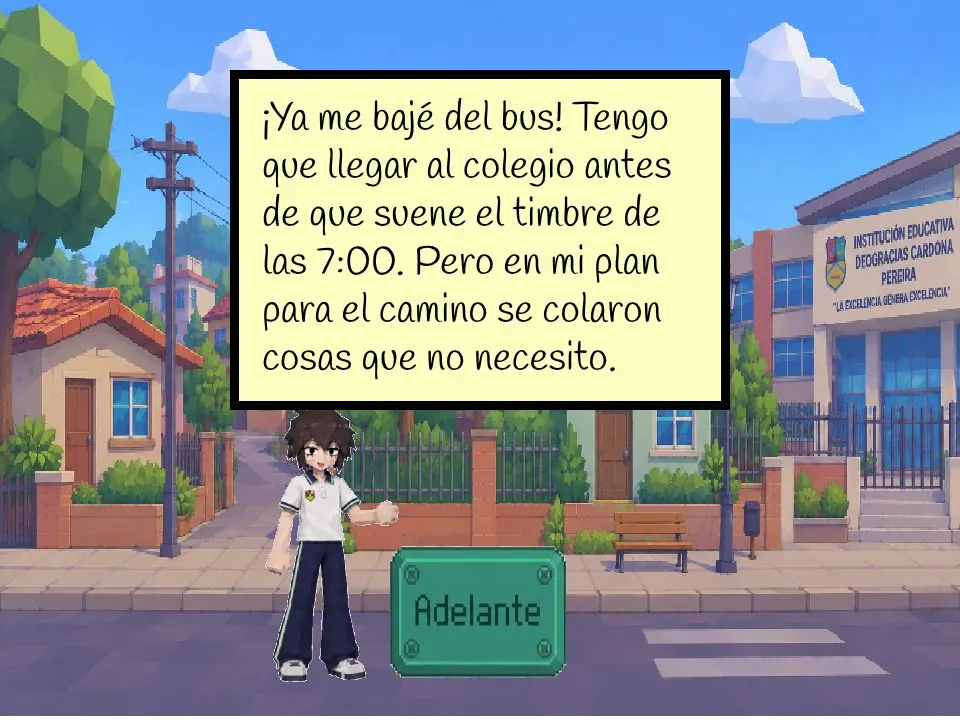 ¡Ya me bajé del bus! Tengo
que llegar al colegio antes
de que suene el timbre de
las 7:00. Pero en mi plan
para el camino se colaron
cosas que no necesito.
INSTITUCIÓN EDUCATIVA
DEOGRACIAS CARDONA
PEREIRA
"LA EXCELENCIA GENERA EXCELENCIA"
Adelante